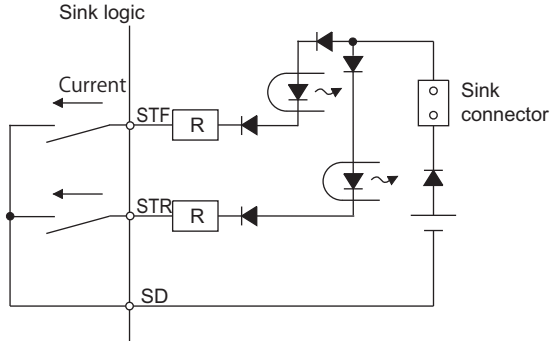 Sink logic
Current
STF
R
Sink
connector
STR
R
SD